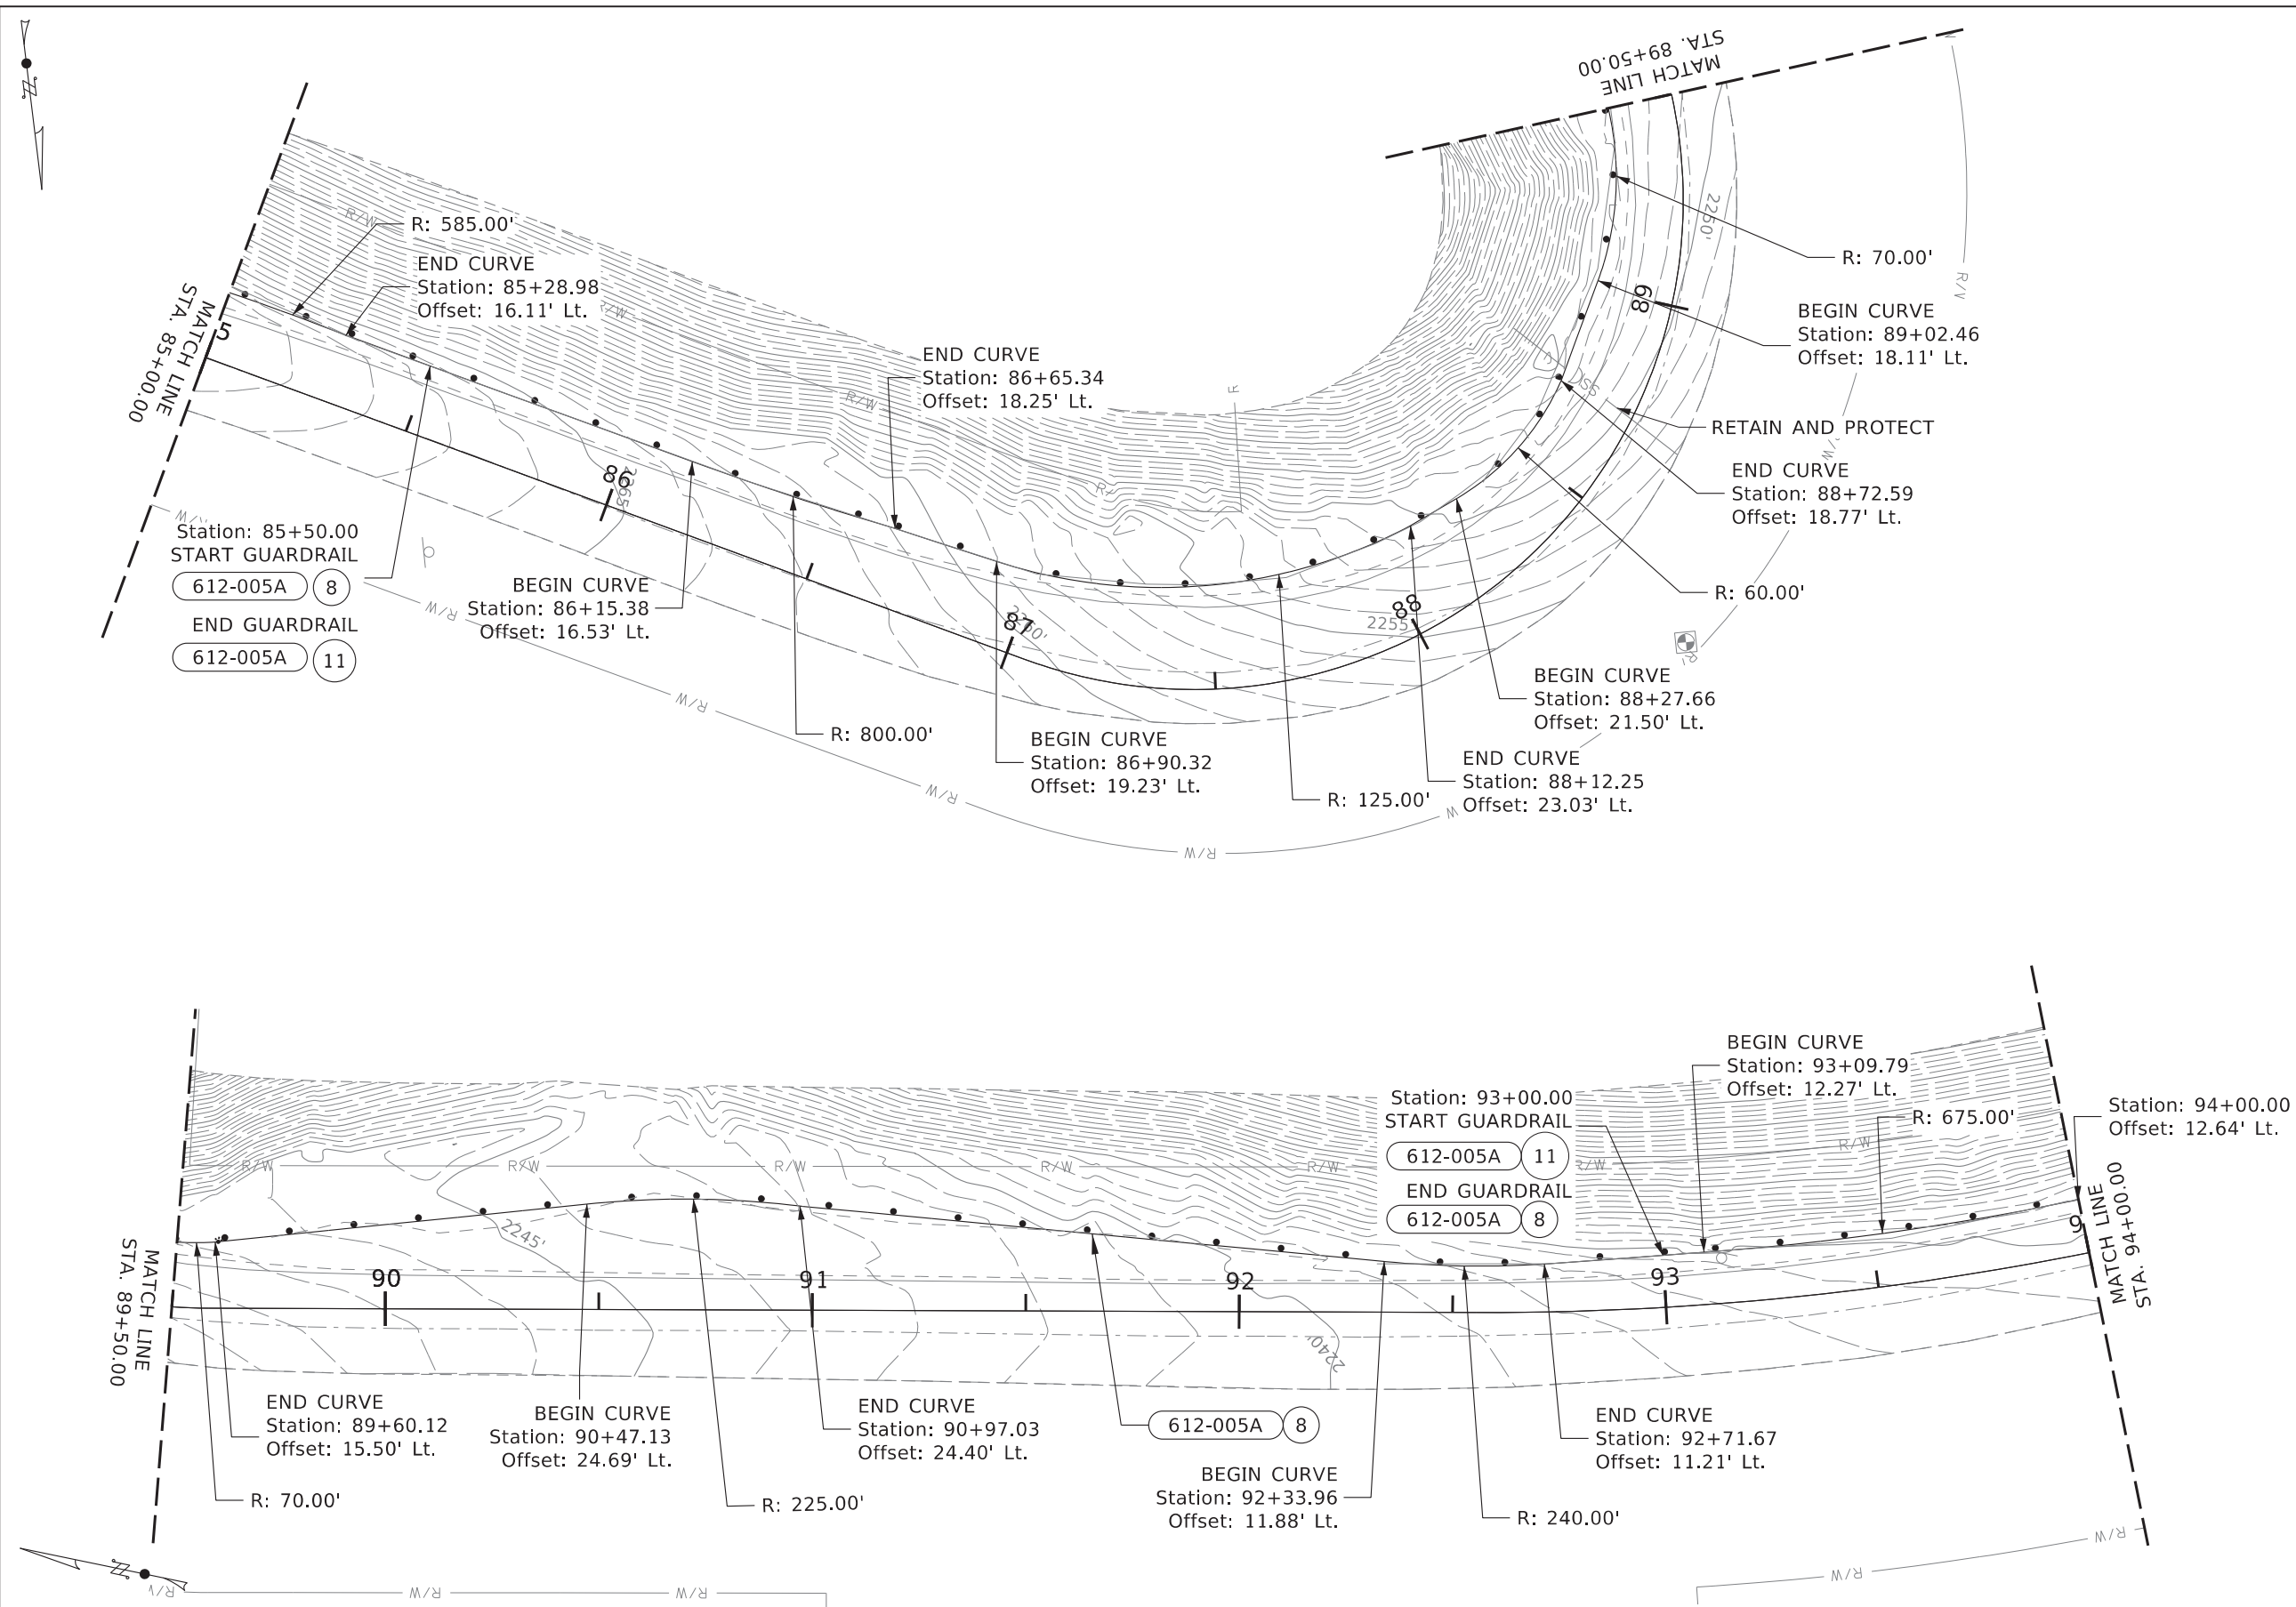 MATCH LINE
STA. 89+50.00
R: 585.00'
END CURVE
Station: 85+28.98
Offset: 16.11' Lt.
R/W
R/W
R/W
2250'
R: 70.00'
R/W
BEGIN CURVE
Station: 89+02.46
Offset: 18.11' Lt.
89
5
MATCH LINE
STA. 85+00.00
END CURVE
Station: 86+65.34
Offset: 18.25' Lt.
RETAIN AND PROTECT
END CURVE
Station: 88+72.59
Offset: 18.77' Lt.
86
Station: 85+50.00
START GUARDRAIL
612-005A 8
END GUARDRAIL
612-005A 11
BEGIN CURVE
Station: 86+15.38
Offset: 16.53' Lt.
R/W
R: 60.00'
88
2255
87
2260'
BEGIN CURVE
Station: 88+27.66
Offset: 21.50' Lt.
R/W
R: 800.00'
BEGIN CURVE
Station: 86+90.32
Offset: 19.23' Lt.
END CURVE
Station: 88+12.25
Offset: 23.03' Lt.
R: 125.00'
R/W
R/W
BEGIN CURVE
Station: 93+09.79
Offset: 12.27' Lt.
Station: 93+00.00
START GUARDRAIL
612-005A 11
END GUARDRAIL
612-005A 8
R: 675.00'
Station: 94+00.00
Offset: 12.64' Lt.
R/W
R/W
R/W
R/W
R/W
R/W
R/W
2245'
MATCH LINE
STA. 89+50.00
90
91
92
93
9
MATCH LINE
STA. 94+00.00
2240'
END CURVE
Station: 89+60.12
Offset: 15.50' Lt.
BEGIN CURVE
Station: 90+47.13
Offset: 24.69' Lt.
END CURVE
Station: 90+97.03
Offset: 24.40' Lt.
612-005A 8
END CURVE
Station: 92+71.67
Offset: 11.21' Lt.
BEGIN CURVE
Station: 92+33.96
Offset: 11.88' Lt.
R: 70.00'
R: 225.00'
R: 240.00'
R/W
R/W
R/W
R/W